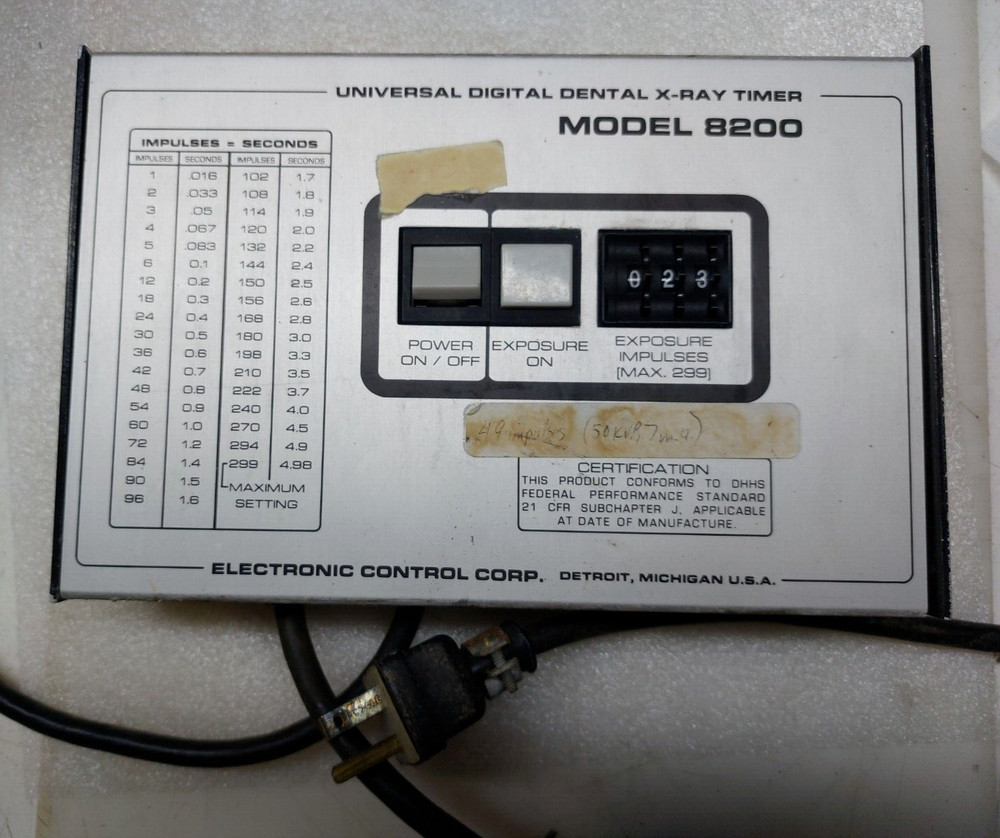 UNIVERSAL DIGITAL DENTAL X-RAY TIMER
MODEL 8200
IMPULSES = SECONDS
IMPULSES SECONDS IMPULSES SECONDS
1 .016 102 1.7
2 .033 108 1.8
3 .05 114 1.9
4 .067 120 2.0
5 .083 132 2.2
6 0.1 144 2.4
12 0.2 150 2.5
18 0.3 156 2.6
24 0.4 168 2.8
30 0.5 180 3.0
36 0.6 198 3.3
42 0.7 210 3.5
48 0.8 222 3.7
54 0.9 240 4.0
60 1.0 270 4.5
72 1.2 294 4.9
84 1.4 299 4.98
90 1.5 MAXIMUM
96 1.6 SETTING
0 2 3
POWER
ON / OFF
EXPOSURE
ON
EXPOSURE
IMPULSES
(MAX. 299)
49 impulses (50 KVP, 7 m.a.)
CERTIFICATION
THIS PRODUCT CONFORMS TO DHHS
FEDERAL PERFORMANCE STANDARD
21 CFR SUBCHAPTER J, APPLICABLE
AT DATE OF MANUFACTURE.
ELECTRONIC CONTROL CORP. DETROIT, MICHIGAN U.S.A.